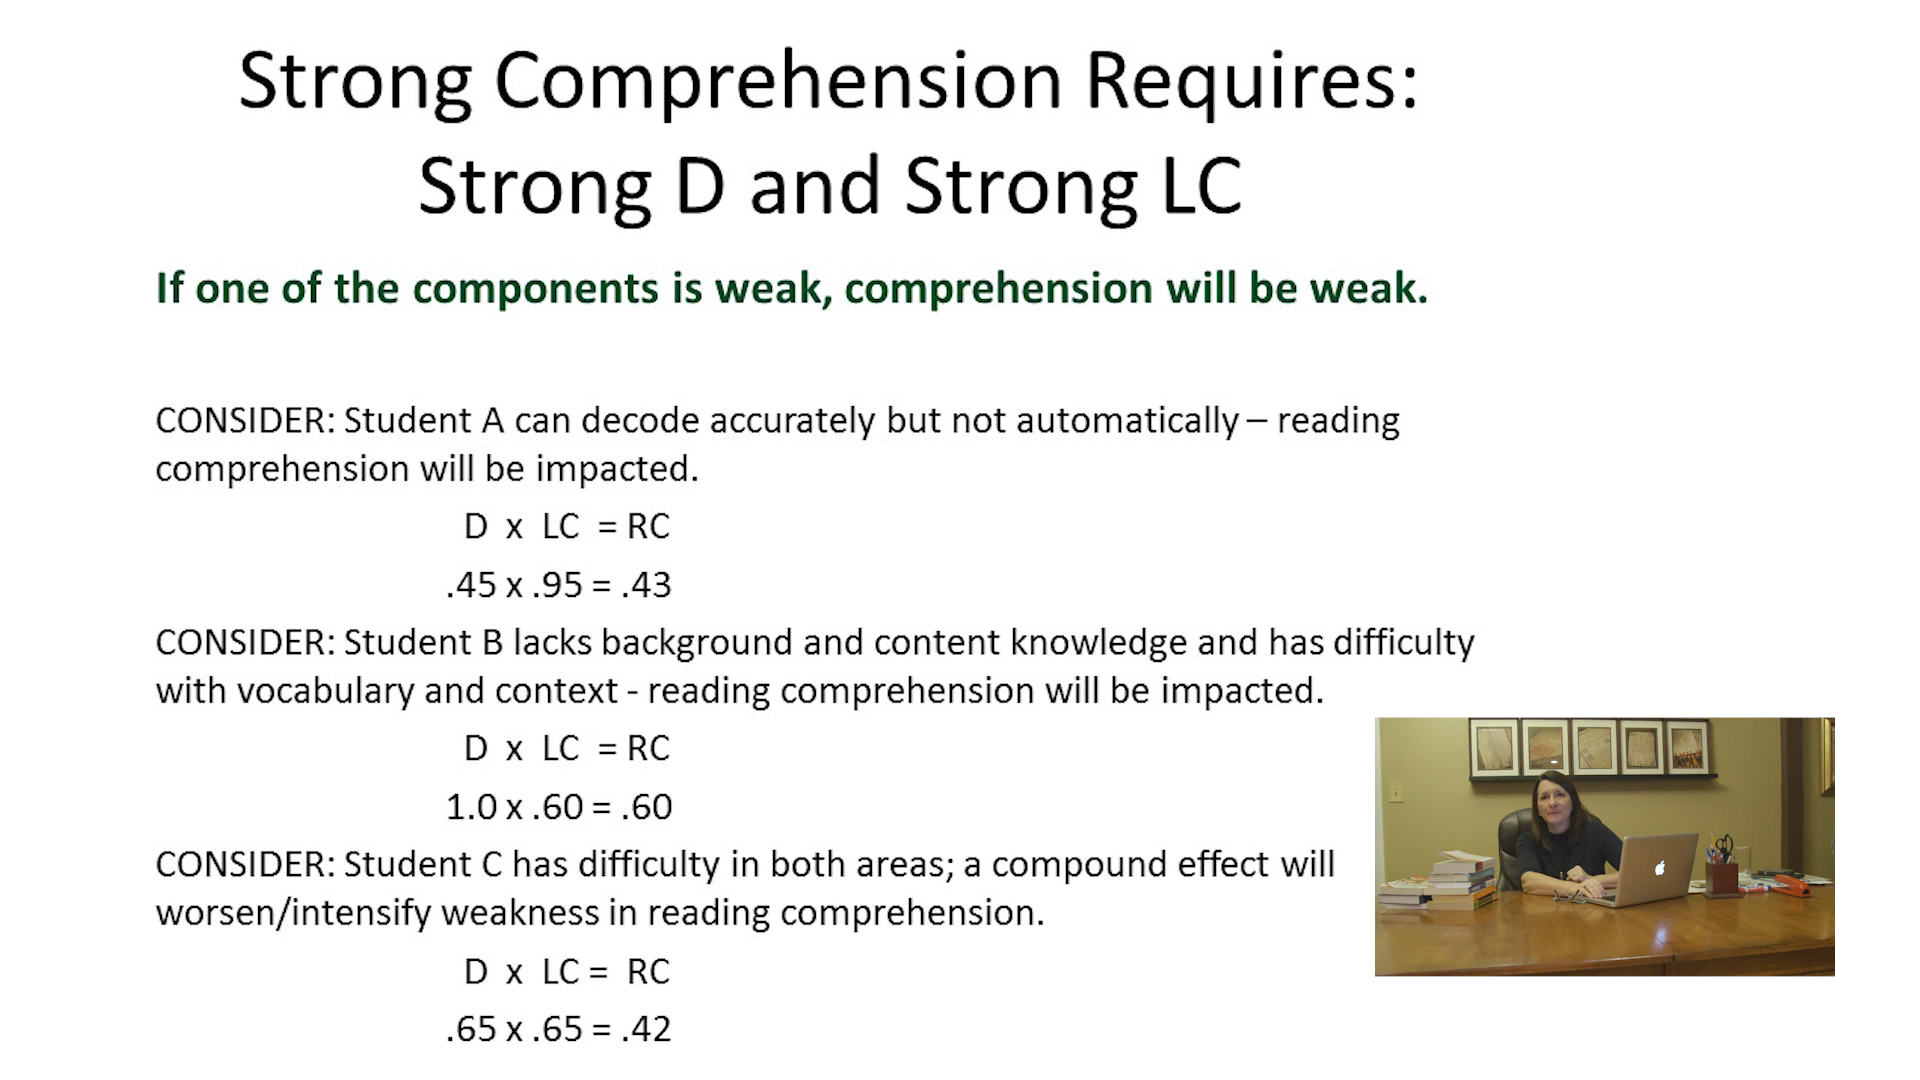 Strong Comprehension Requires:
Strong D and Strong LC
If one of the components is weak, comprehension will be weak.
CONSIDER: Student A can decode accurately but not automatically – reading
comprehension will be impacted.
D x LC = RC
.45 x .95 = .43
CONSIDER: Student B lacks background and content knowledge and has difficulty
with vocabulary and context - reading comprehension will be impacted.
D x LC = RC
1.0 x .60 = .60
CONSIDER: Student C has difficulty in both areas; a compound effect will
worsen/intensify weakness in reading comprehension.
D x LC = RC
.65 x .65 = .42